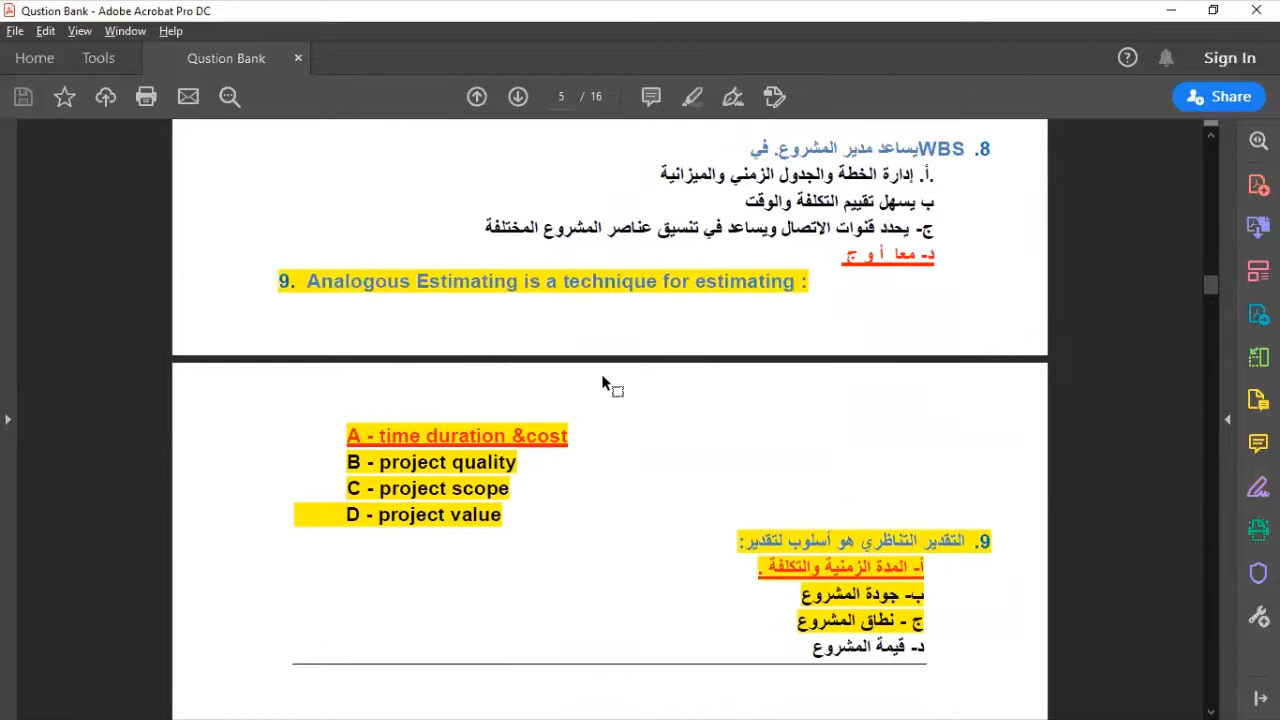 Qustion Bank - Adobe Acrobat Pro DC
File Edit View Window Help
Home Tools Qustion Bank × Sign In
5 / 16 Share
8. WBSيساعد مدير المشروع. في
.أ. إدارة الخطة والجدول الزمني والميزانية
ب يسهل تقييم التكلفة والوقت
ج- يحدد قنوات الاتصال ويساعد في تنسيق عناصر المشروع المختلفة
د- معا أ و ج
9. Analogous Estimating is a technique for estimating :
A - time duration &cost
B - project quality
C - project scope
D - project value
9. التقدير التناظري هو أسلوب لتقدير:
أ- المدة الزمنية والتكلفة .
ب- جودة المشروع
ج - نطاق المشروع
د- قيمة المشروع